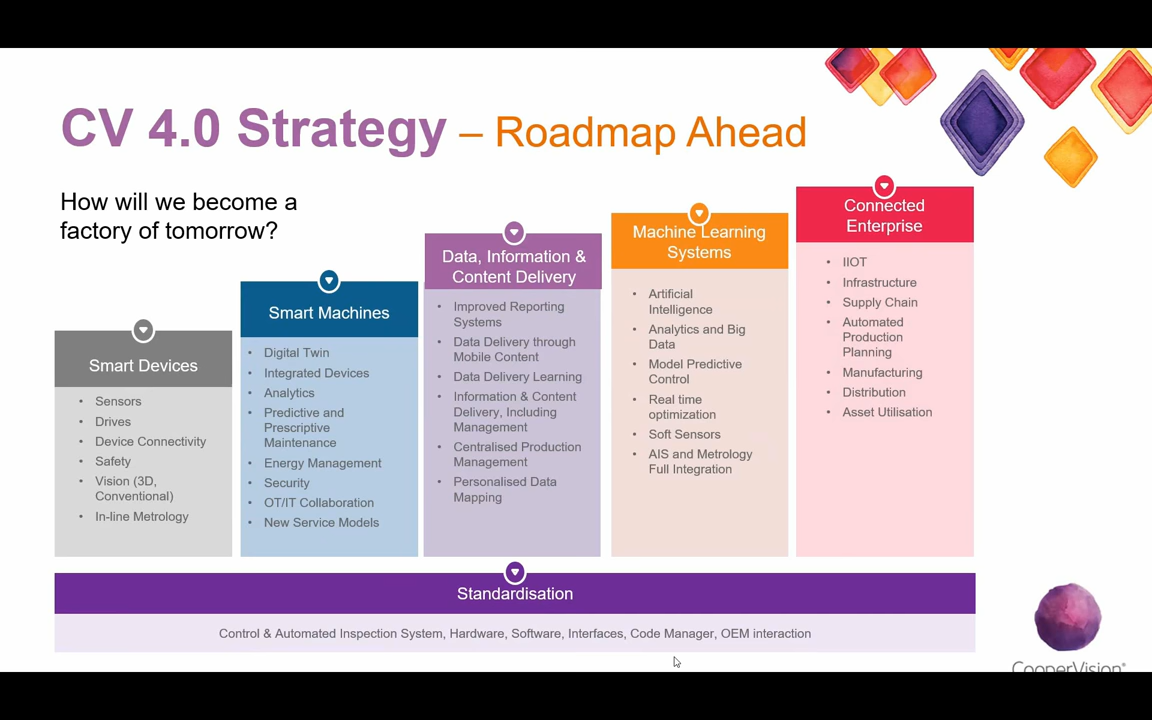 CV 4.0 Strategy – Roadmap Ahead
How will we become a
factory of tomorrow?
Smart Devices
• Sensors
• Drives
• Device Connectivity
• Safety
• Vision (3D,
Conventional)
• In-line Metrology
Smart Machines
• Digital Twin
• Integrated Devices
• Analytics
• Predictive and
Prescriptive
Maintenance
• Energy Management
• Security
• OT/IT Collaboration
• New Service Models
Data, Information &
Content Delivery
• Improved Reporting
Systems
• Data Delivery through
Mobile Content
• Data Delivery Learning
• Information & Content
Delivery, Including
Management
• Centralised Production
Management
• Personalised Data
Mapping
Machine Learning
Systems
• Artificial
Intelligence
• Analytics and Big
Data
• Model Predictive
Control
• Real time
optimization
• Soft Sensors
• AIS and Metrology
Full Integration
Connected
Enterprise
• IIOT
• Infrastructure
• Supply Chain
• Automated
Production
Planning
• Manufacturing
• Distribution
• Asset Utilisation
Standardisation
Control & Automated Inspection System, Hardware, Software, Interfaces, Code Manager, OEM interaction
CooperVision®